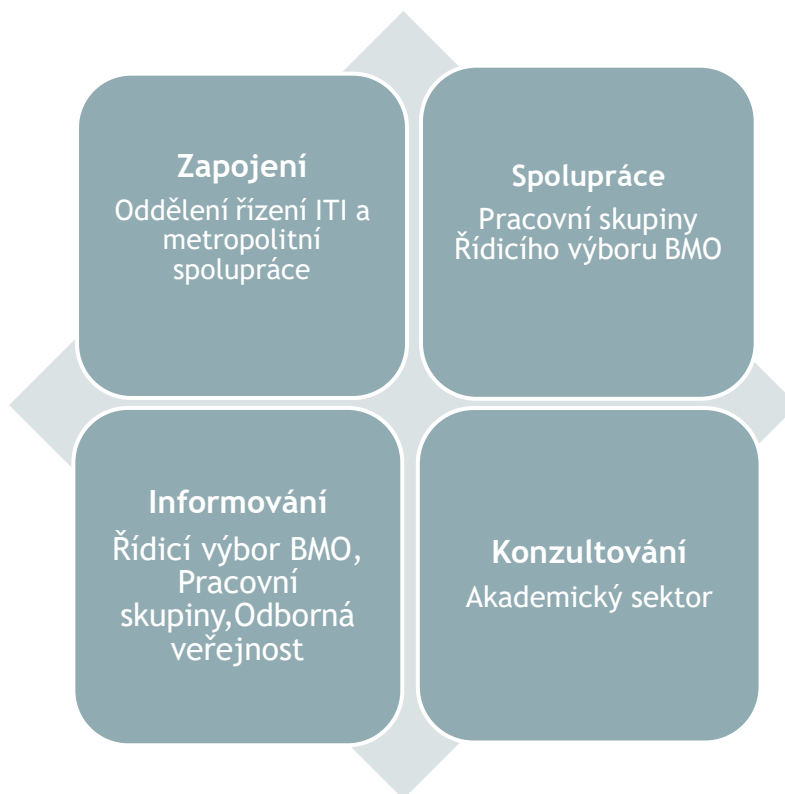 Zapojení
Oddělení řízení ITI a
metropolitní
spolupráce
Spolupráce
Pracovní skupiny
Řídicího výboru BMO
Informování
Řídicí výbor BMO,
Pracovní
skupiny,Odborná
veřejnost
Konzultování
Akademický sektor